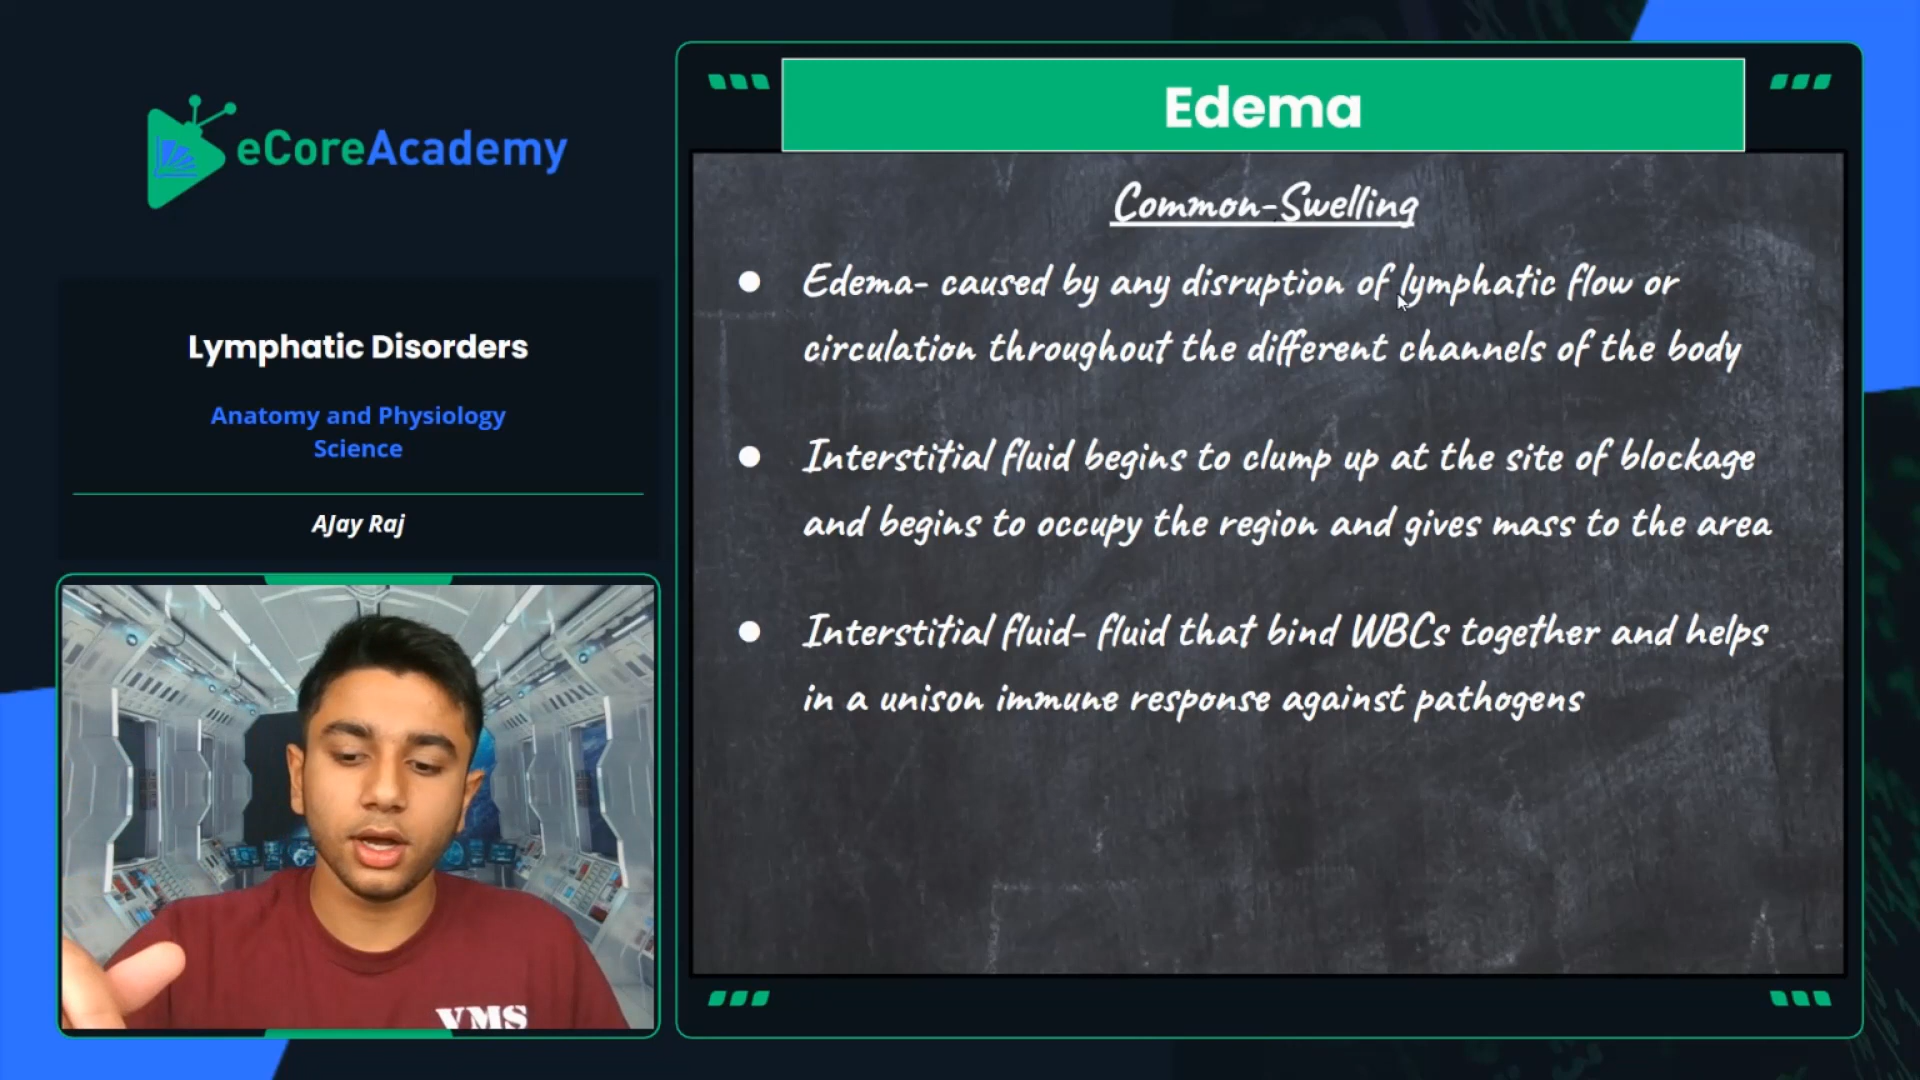 eCoreAcademy
Lymphatic Disorders
Anatomy and Physiology
Science
AJay Raj
VMS
Edema
Common-Swelling
● Edema- caused by any disruption of lymphatic flow or
circulation throughout the different channels of the body
● Interstitial fluid begins to clump up at the site of blockage
and begins to occupy the region and gives mass to the area
● Interstitial fluid- fluid that bind WBCs together and helps
in a unison immune response against pathogens